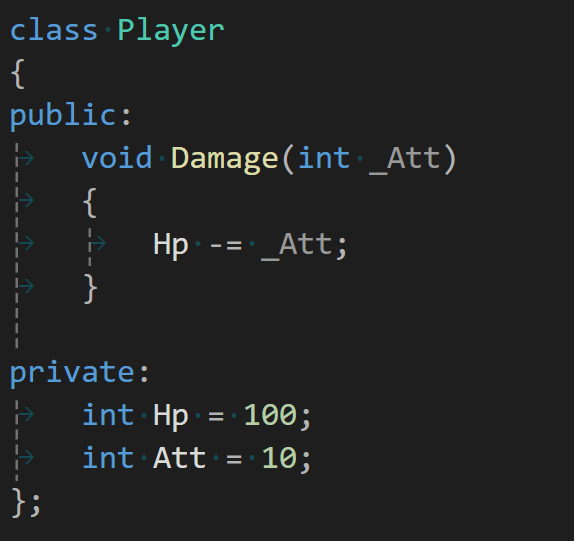 class Player
{
public:
    void Damage(int _Att)
    {
        Hp -= _Att;
    }

private:
    int Hp = 100;
    int Att = 10;
};